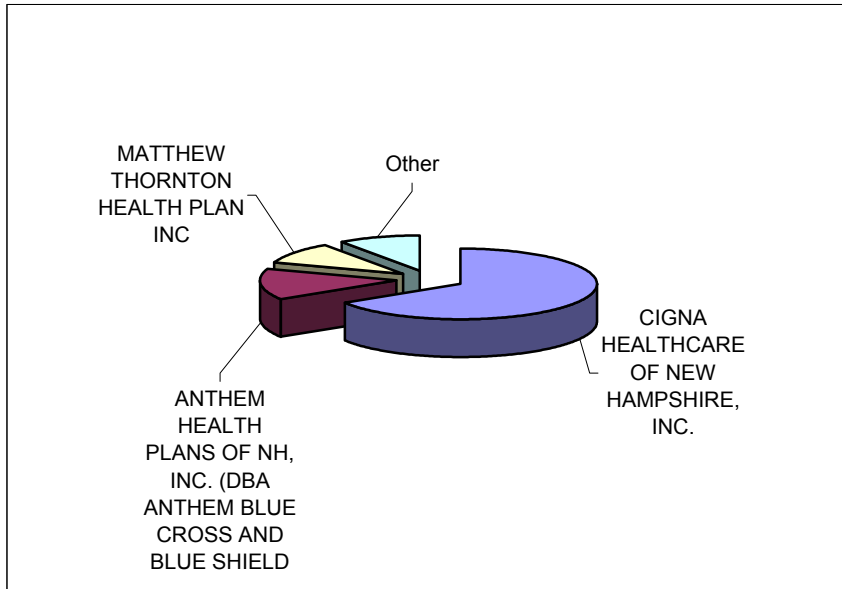 MATTHEW
THORNTON
HEALTH PLAN
INC
Other
CIGNA
HEALTHCARE
OF NEW
HAMPSHIRE,
INC.
ANTHEM
HEALTH
PLANS OF NH,
INC. (DBA
ANTHEM BLUE
CROSS AND
BLUE SHIELD